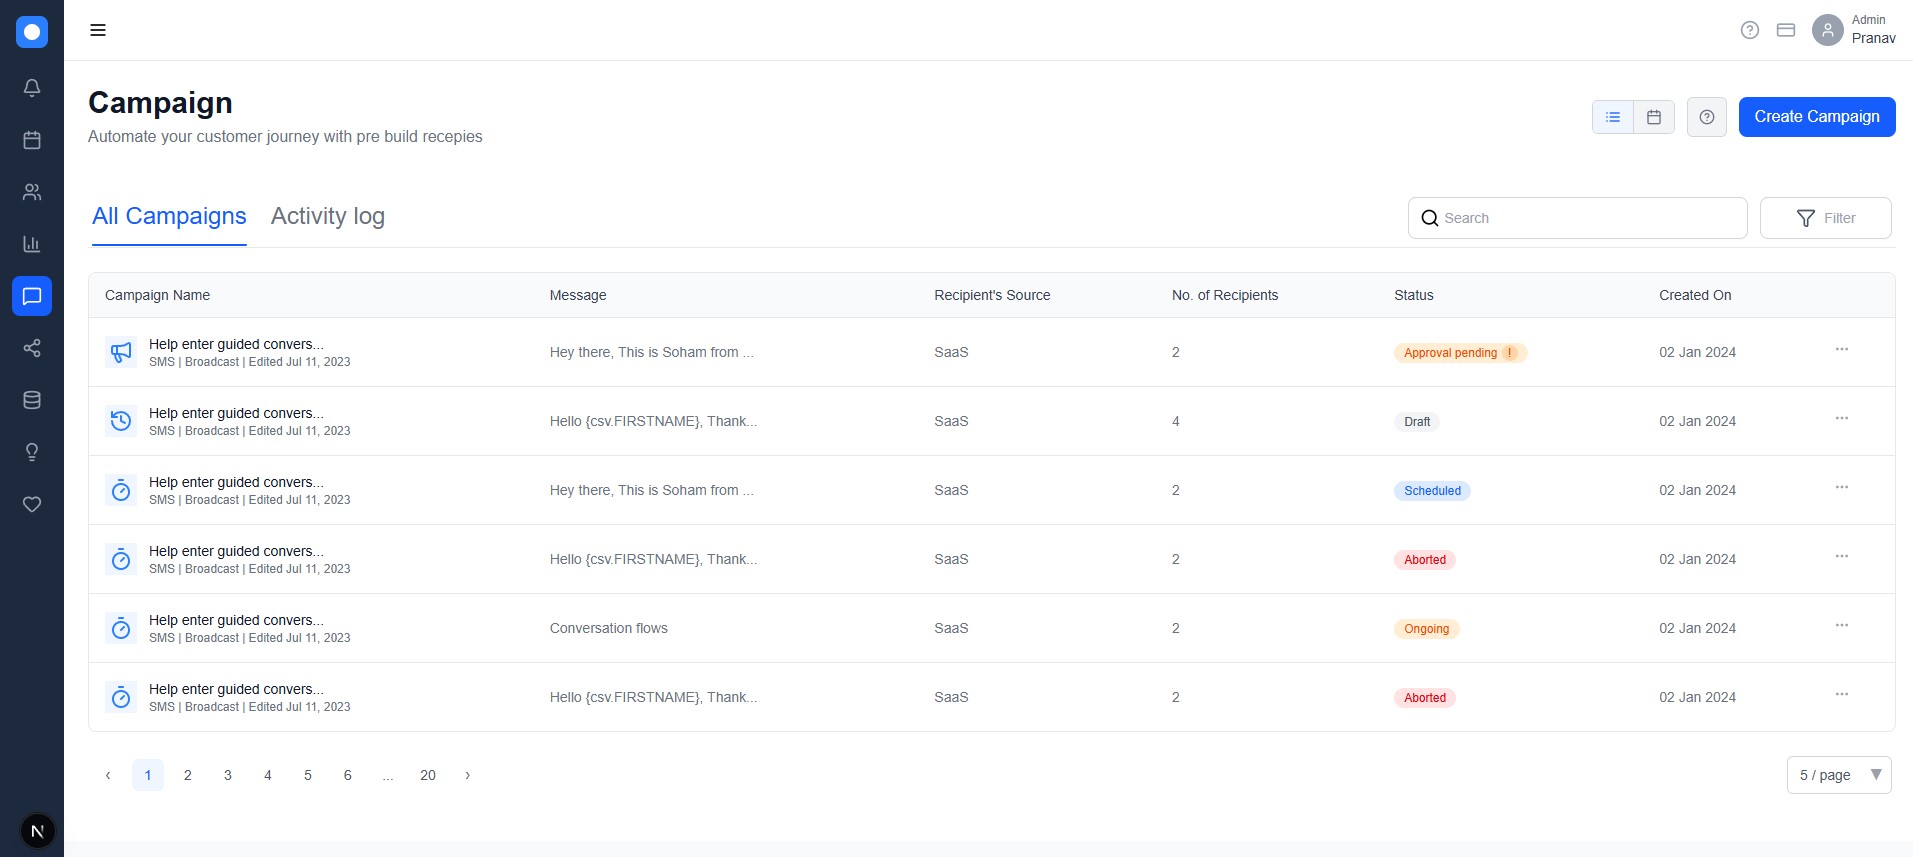 Admin
Pranav
Campaign
Automate your customer journey with pre build recepies
Create Campaign
All Campaigns Activity log
Search
Filter
Campaign Name Message Recipient's Source No. of Recipients Status Created On
Help enter guided convers...
SMS | Broadcast | Edited Jul 11, 2023
Hey there, This is Soham from ... SaaS 2 Approval pending ! 02 Jan 2024 ...
Help enter guided convers...
SMS | Broadcast | Edited Jul 11, 2023
Hello {csv.FIRSTNAME}, Thank... SaaS 4 Draft 02 Jan 2024 ...
Help enter guided convers...
SMS | Broadcast | Edited Jul 11, 2023
Hey there, This is Soham from ... SaaS 2 Scheduled 02 Jan 2024 ...
Help enter guided convers...
SMS | Broadcast | Edited Jul 11, 2023
Hello {csv.FIRSTNAME}, Thank... SaaS 2 Aborted 02 Jan 2024 ...
Help enter guided convers...
SMS | Broadcast | Edited Jul 11, 2023
Conversation flows SaaS 2 Ongoing 02 Jan 2024 ...
Help enter guided convers...
SMS | Broadcast | Edited Jul 11, 2023
Hello {csv.FIRSTNAME}, Thank... SaaS 2 Aborted 02 Jan 2024 ...
‹ 1 2 3 4 5 6 ... 20 ›
5 / page
N